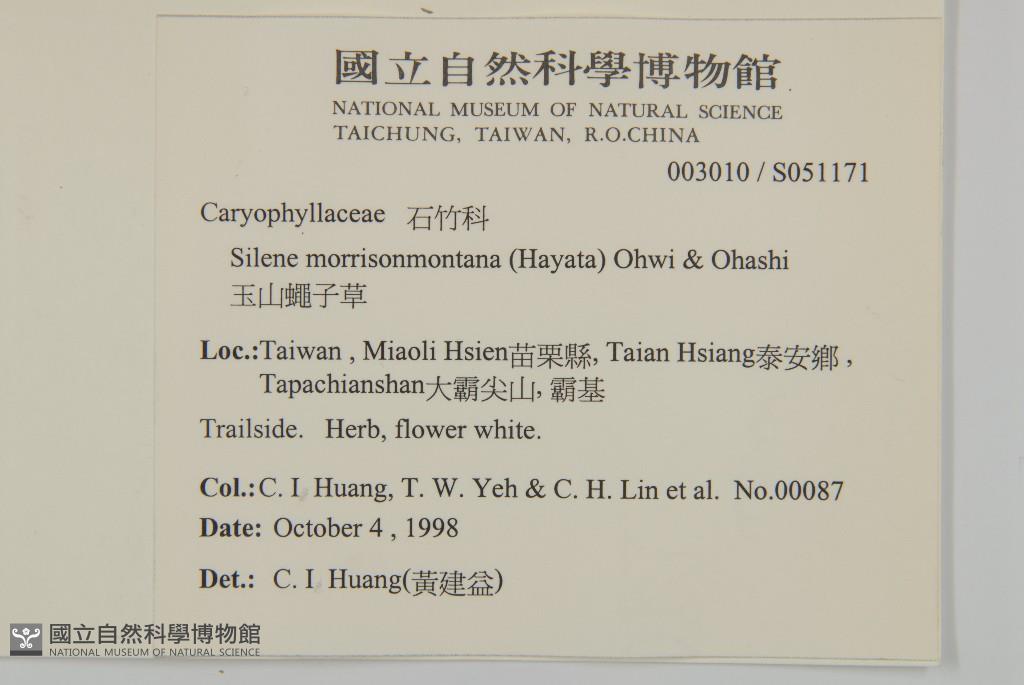 國立自然科學博物館
NATIONAL MUSEUM OF NATURAL SCIENCE
TAICHUNG, TAIWAN, R.O.CHINA
003010 / S051171
Caryophyllaceae 石竹科
Silene morrisonmontana (Hayata) Ohwi & Ohashi
玉山蠅子草
Loc.:Taiwan , Miaoli Hsien苗栗縣, Taian Hsiang泰安鄉 ,
Tapachianshan大霸尖山, 霸基
Trailside. Herb, flower white.
Col.:C. I. Huang, T. W. Yeh & C. H. Lin et al. No.00087
Date: October 4 , 1998
Det.: C. I. Huang(黃建益)
國立自然科學博物館
NATIONAL MUSEUM OF NATURAL SCIENCE